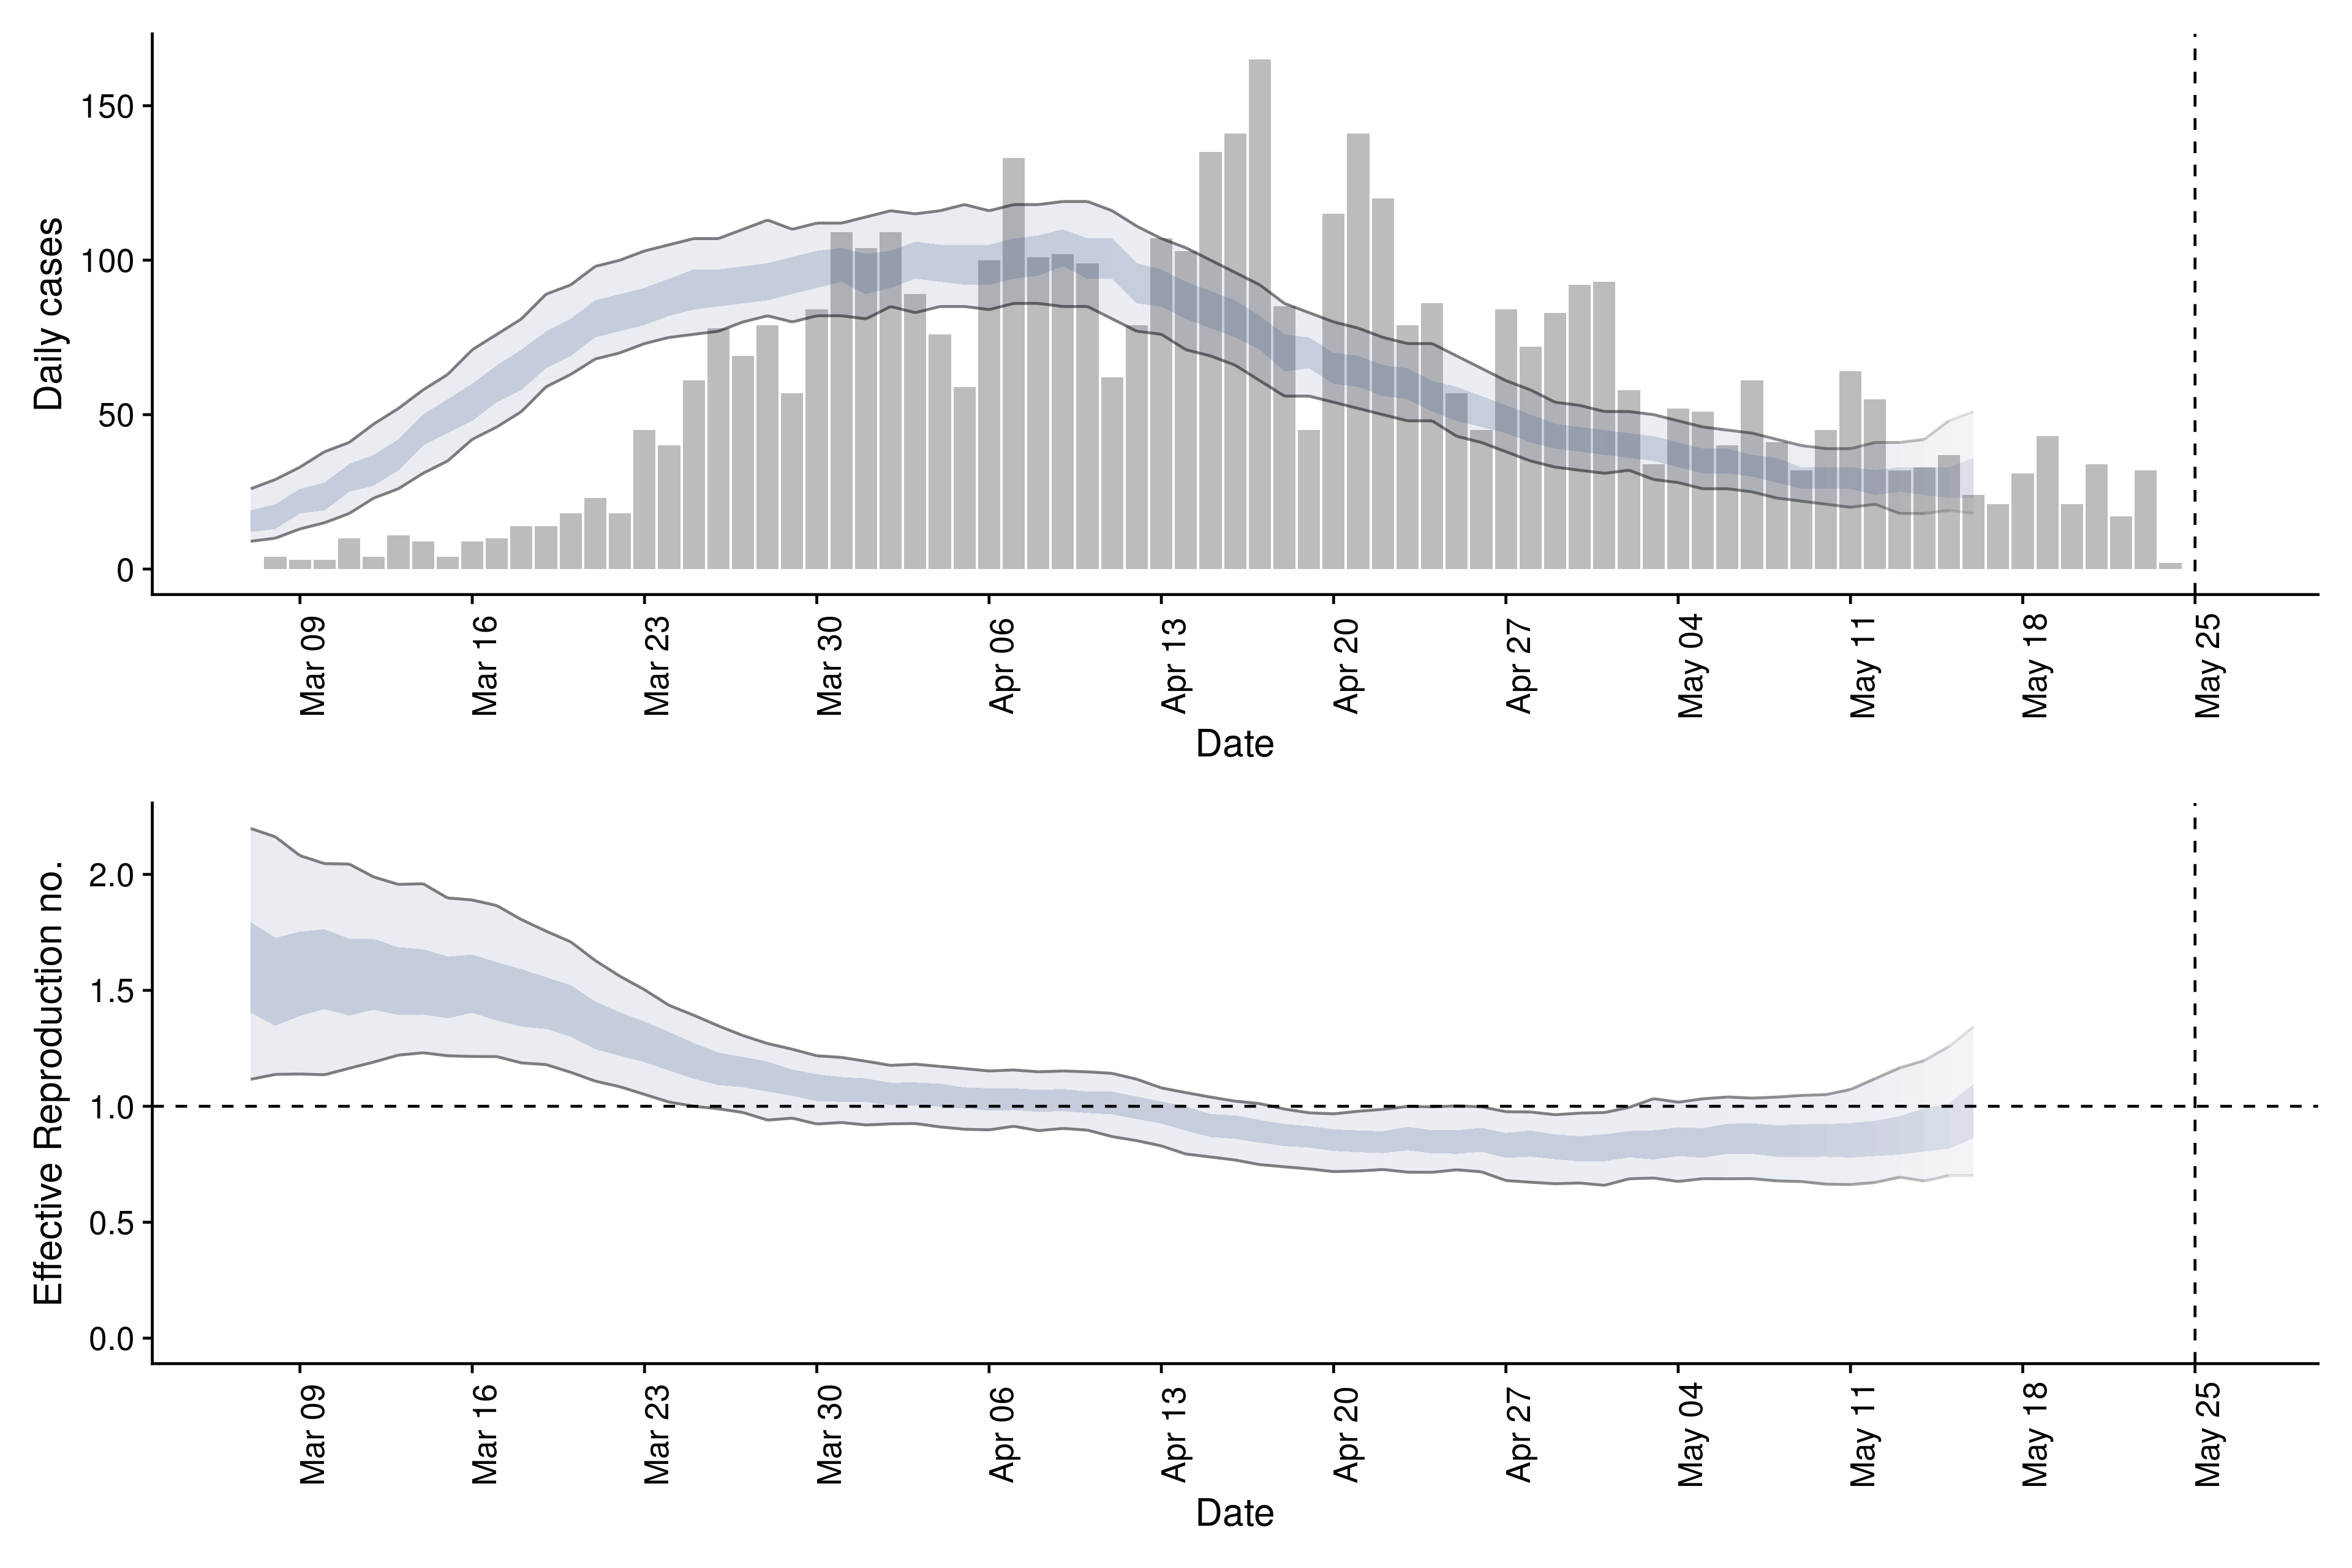 Daily cases
150
100
50
0
Mar 09
Mar 16
Mar 23
Mar 30
Apr 06
Apr 13
Apr 20
Apr 27
May 04
May 11
May 18
May 25
Date
Effective Reproduction no.
2.0
1.5
1.0
0.5
0.0
Mar 09
Mar 16
Mar 23
Mar 30
Apr 06
Apr 13
Apr 20
Apr 27
May 04
May 11
May 18
May 25
Date